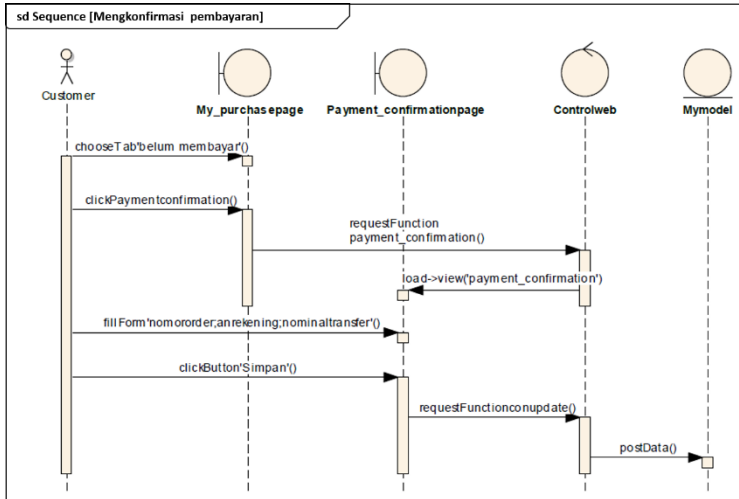 sd Sequence [Mengkonfirmasi pembayaran]
Customer
My_purchasepage
Payment_confirmationpage
Controlweb
Mymodel
chooseTab'belum membayar'()
clickPaymentconfirmation()
requestFunction
payment_confirmation()
load->view('payment_confirmation')
fillForm'nomororder;anrekening;nominaltransfer'()
clickButton'Simpan'()
requestFunctionconupdate()
postData()